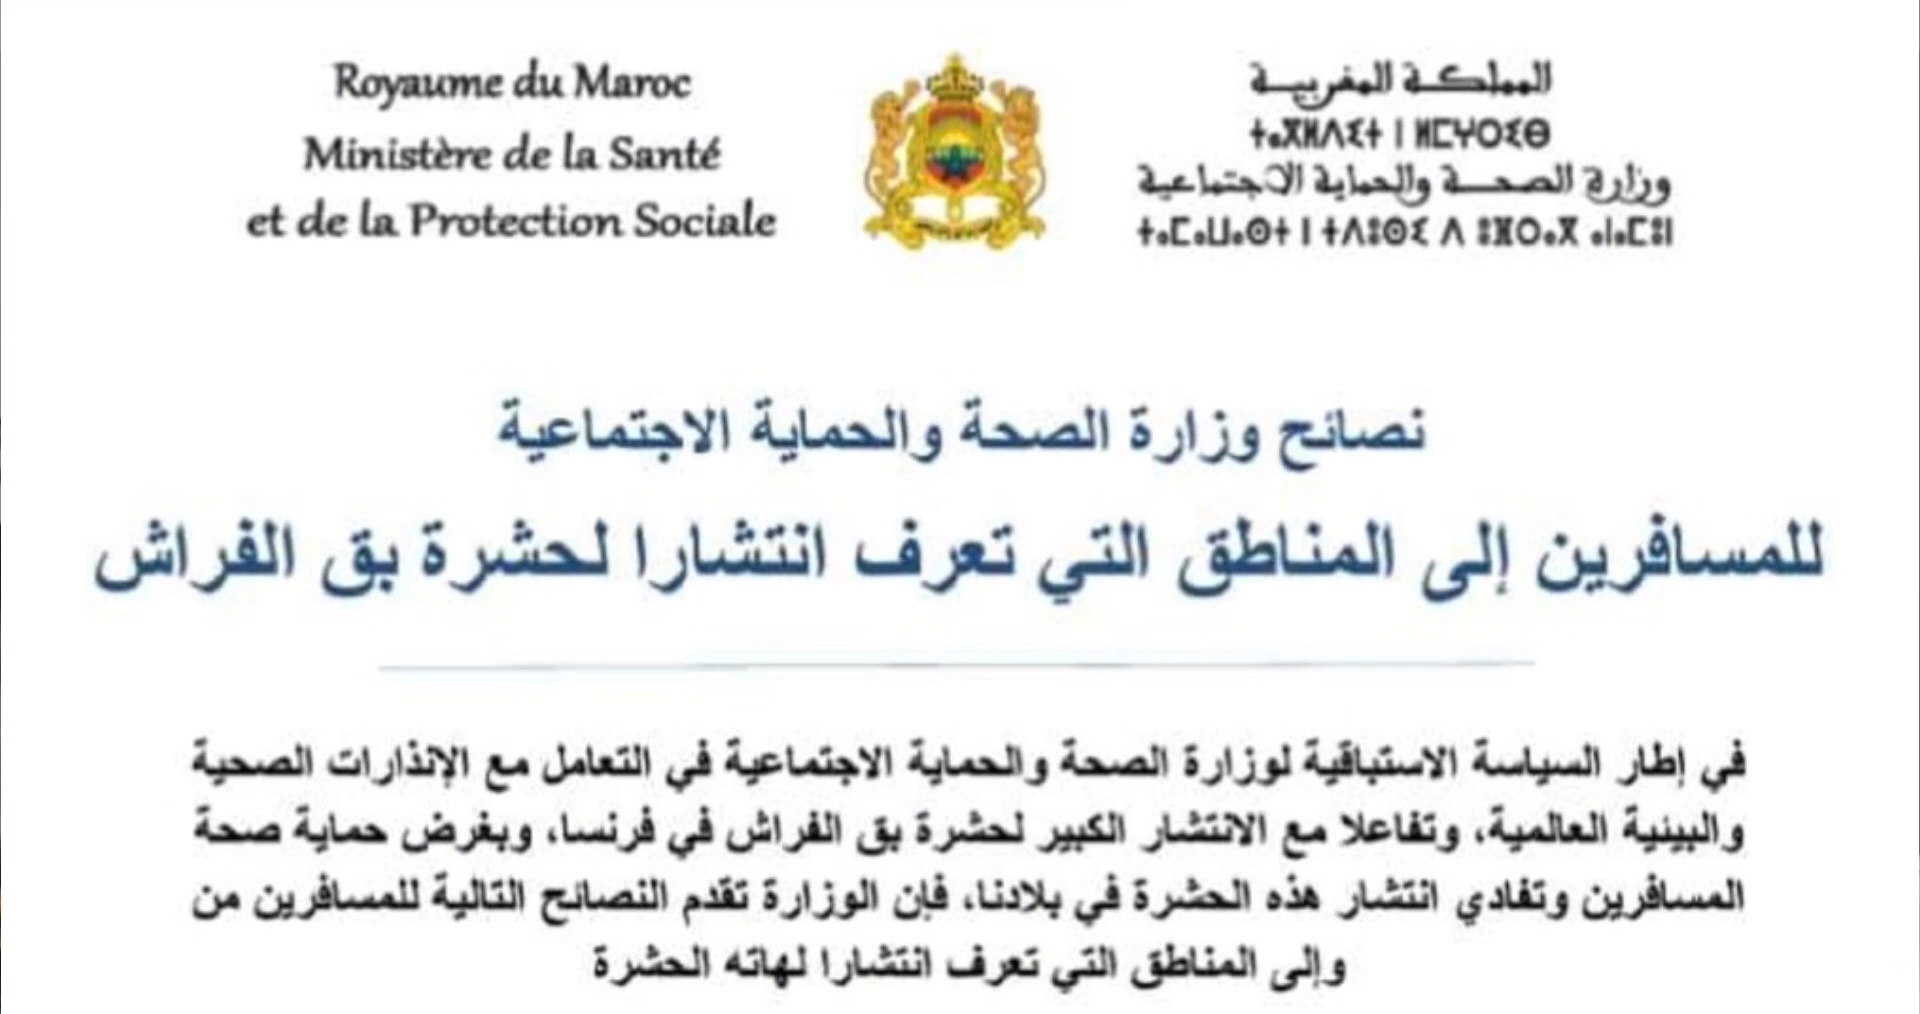 Royaume du Maroc
Ministère de la Santé
et de la Protection Sociale
المملكة المغربية
ⵜⴰⴳⵍⴷⵉⵜ ⵏ ⵍⵎⵖⵔⵉⴱ
وزارة الصحة والحماية الاجتماعية
ⵜⴰⵎⴰⵡⴰⵙⵜ ⵏ ⵜⴷⵓⵙⵉ ⴷ ⵓⴼⵔⴰⴳ ⴰⵏⴰⵎⵓⵏ
نصائح وزارة الصحة والحماية الاجتماعية
للمسافرين إلى المناطق التي تعرف انتشارا لحشرة بق الفراش
في إطار السياسة الاستباقية لوزارة الصحة والحماية الاجتماعية في التعامل مع الإنذارات الصحية
والبيئية العالمية، وتفاعلا مع الانتشار الكبير لحشرة بق الفراش في فرنسا، وبغرض حماية صحة
المسافرين وتفادي انتشار هذه الحشرة في بلادنا، فإن الوزارة تقدم النصائح التالية للمسافرين من
وإلى المناطق التي تعرف انتشارا لهاته الحشرة